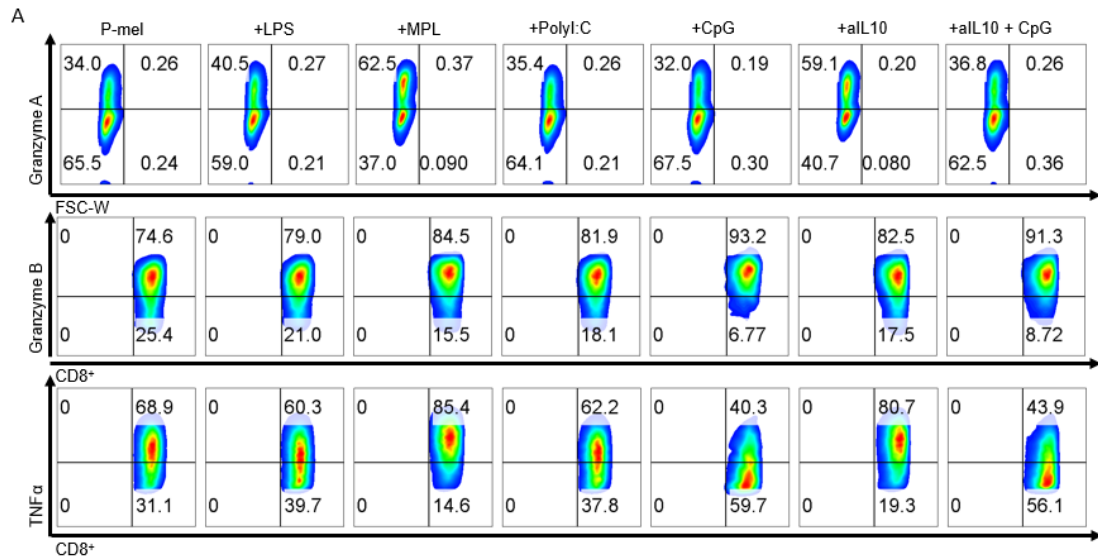 A
P-mel +LPS +MPL +PolyI:C +CpG +aIL10 +aIL10 + CpG
Granzyme A
34.0 0.26 40.5 0.27 62.5 0.37 35.4 0.26 32.0 0.19 59.1 0.20 36.8 0.26
65.5 0.24 59.0 0.21 37.0 0.090 64.1 0.21 67.5 0.30 40.7 0.080 62.5 0.36
FSC-W
Granzyme B
0 74.6 0 79.0 0 84.5 0 81.9 0 93.2 0 82.5 0 91.3
0 25.4 0 21.0 0 15.5 0 18.1 0 6.77 0 17.5 0 8.72
CD8⁺
TNFα
0 68.9 0 60.3 0 85.4 0 62.2 0 40.3 0 80.7 0 43.9
0 31.1 0 39.7 0 14.6 0 37.8 0 59.7 0 19.3 0 56.1
CD8⁺